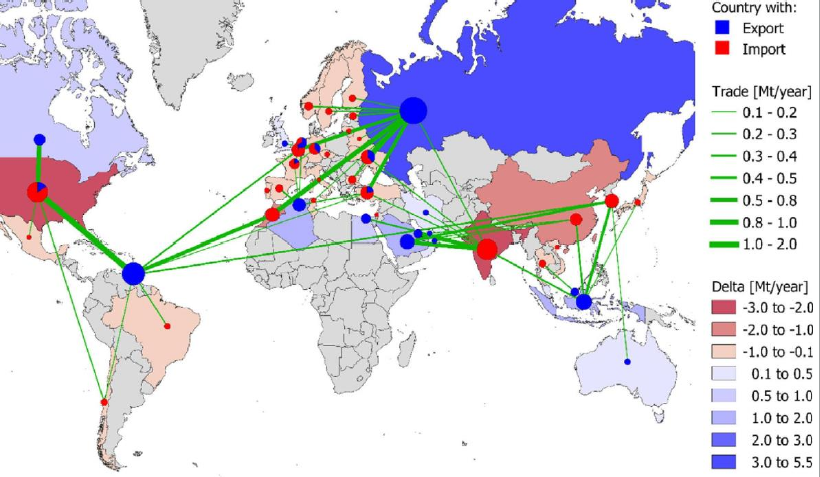 Country with:
Export
Import
Trade [Mt/year]
0.1 - 0.2
0.2 - 0.3
0.3 - 0.4
0.4 - 0.5
0.5 - 0.8
0.8 - 1.0
1.0 - 2.0
Delta [Mt/year]
-3.0 to -2.0
-2.0 to -1.0
-1.0 to -0.1
0.1 to 0.5
0.5 to 1.0
1.0 to 2.0
2.0 to 3.0
3.0 to 5.5